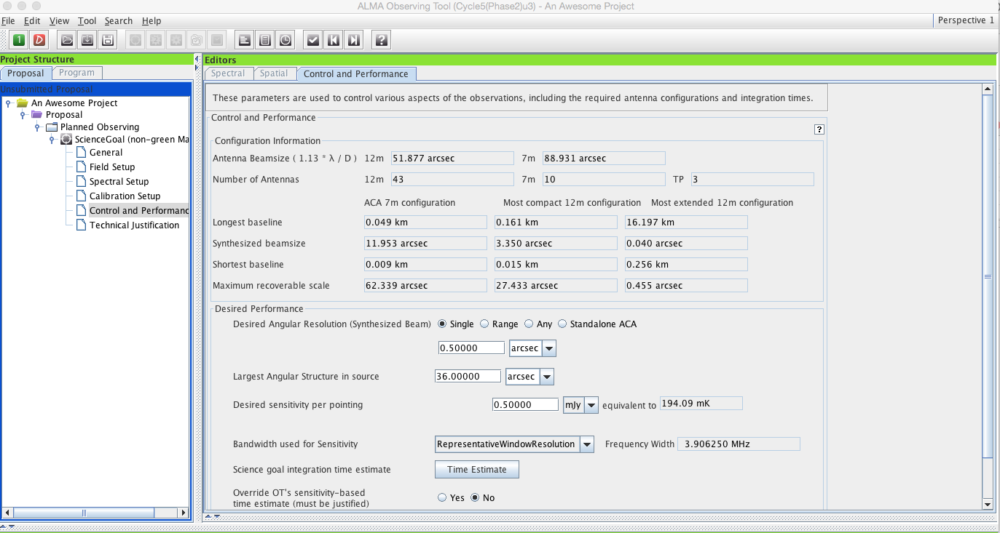 ALMA Observing Tool (Cycle5(Phase2)u3) - An Awesome Project
File Edit View Tool Search Help
Perspective 1
1 D ?
Project Structure
Proposal Program
Unsubmitted Proposal
An Awesome Project
Proposal
Planned Observing
ScienceGoal (non-green Ma
General
Field Setup
Spectral Setup
Calibration Setup
Control and Performanc
Technical Justification
Editors
Spectral Spatial Control and Performance
These parameters are used to control various aspects of the observations, including the required antenna configurations and integration times.
Control and Performance
?
Configuration Information
Antenna Beamsize ( 1.13 * λ / D ) 12m 51.877 arcsec 7m 88.931 arcsec
Number of Antennas 12m 43 7m 10 TP 3
ACA 7m configuration Most compact 12m configuration Most extended 12m configuration
Longest baseline 0.049 km 0.161 km 16.197 km
Synthesized beamsize 11.953 arcsec 3.350 arcsec 0.040 arcsec
Shortest baseline 0.009 km 0.015 km 0.256 km
Maximum recoverable scale 62.339 arcsec 27.433 arcsec 0.455 arcsec
Desired Performance
Desired Angular Resolution (Synthesized Beam) Single Range Any Standalone ACA
0.50000 arcsec
Largest Angular Structure in source 36.00000 arcsec
Desired sensitivity per pointing 0.50000 mJy equivalent to 194.09 mK
Bandwidth used for Sensitivity RepresentativeWindowResolution Frequency Width 3.906250 MHz
Science goal integration time estimate Time Estimate
Override OT's sensitivity-based
time estimate (must be justified) Yes No